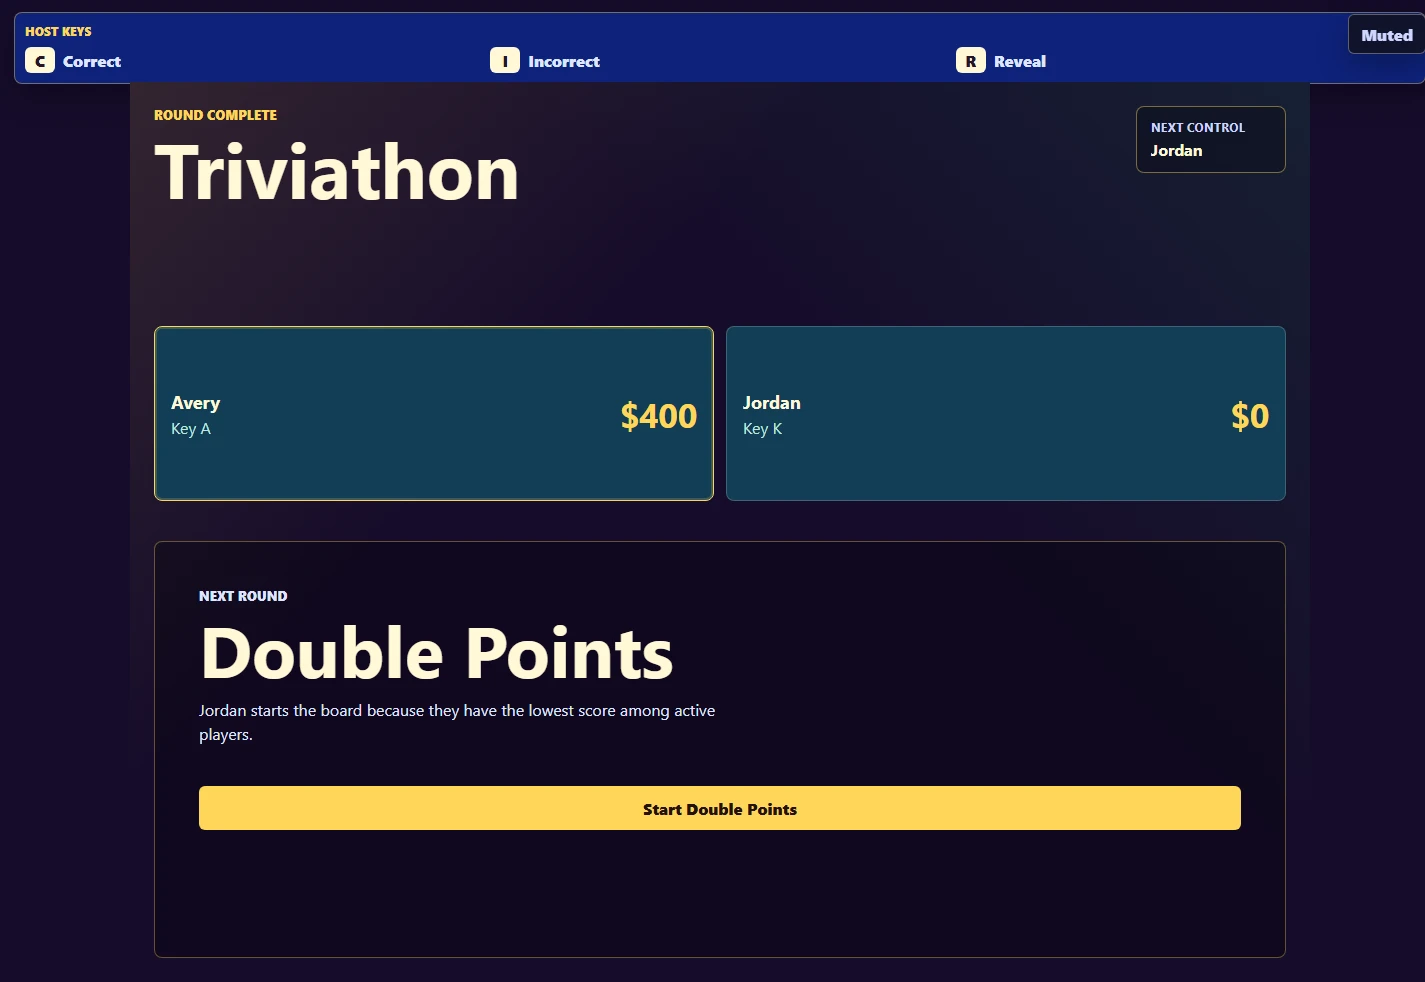 HOST KEYS
C Correct
I Incorrect
R Reveal
Muted
ROUND COMPLETE
Triviathon
NEXT CONTROL
Jordan
Avery
Key A
$400
Jordan
Key K
$0
NEXT ROUND
Double Points
Jordan starts the board because they have the lowest score among active
players.
Start Double Points